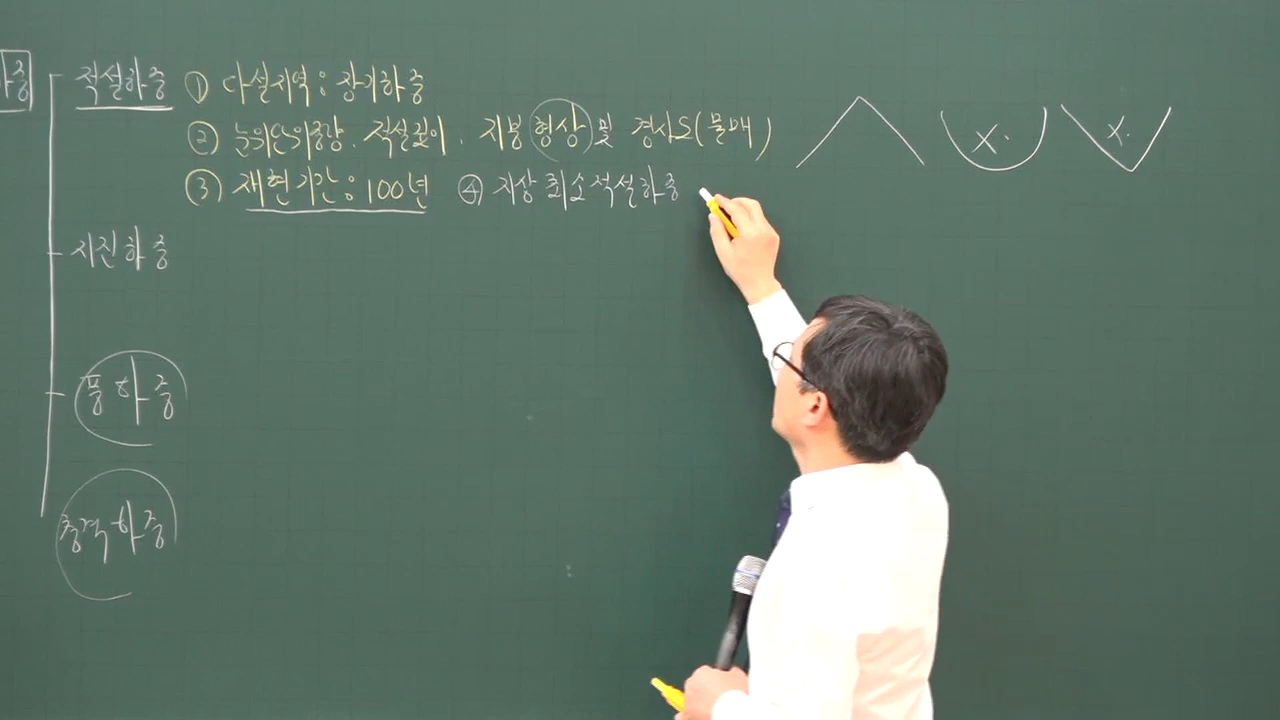 하중
적설하중 ① 다설지역 : 장기하중
② 눈의 단위중량. 적설깊이. 지붕 형상 및 경사도(물매)
X. X.
③ 재현기간 : 100년 ④ 지상 최소적설하중
지진하중
풍하중
충격하중